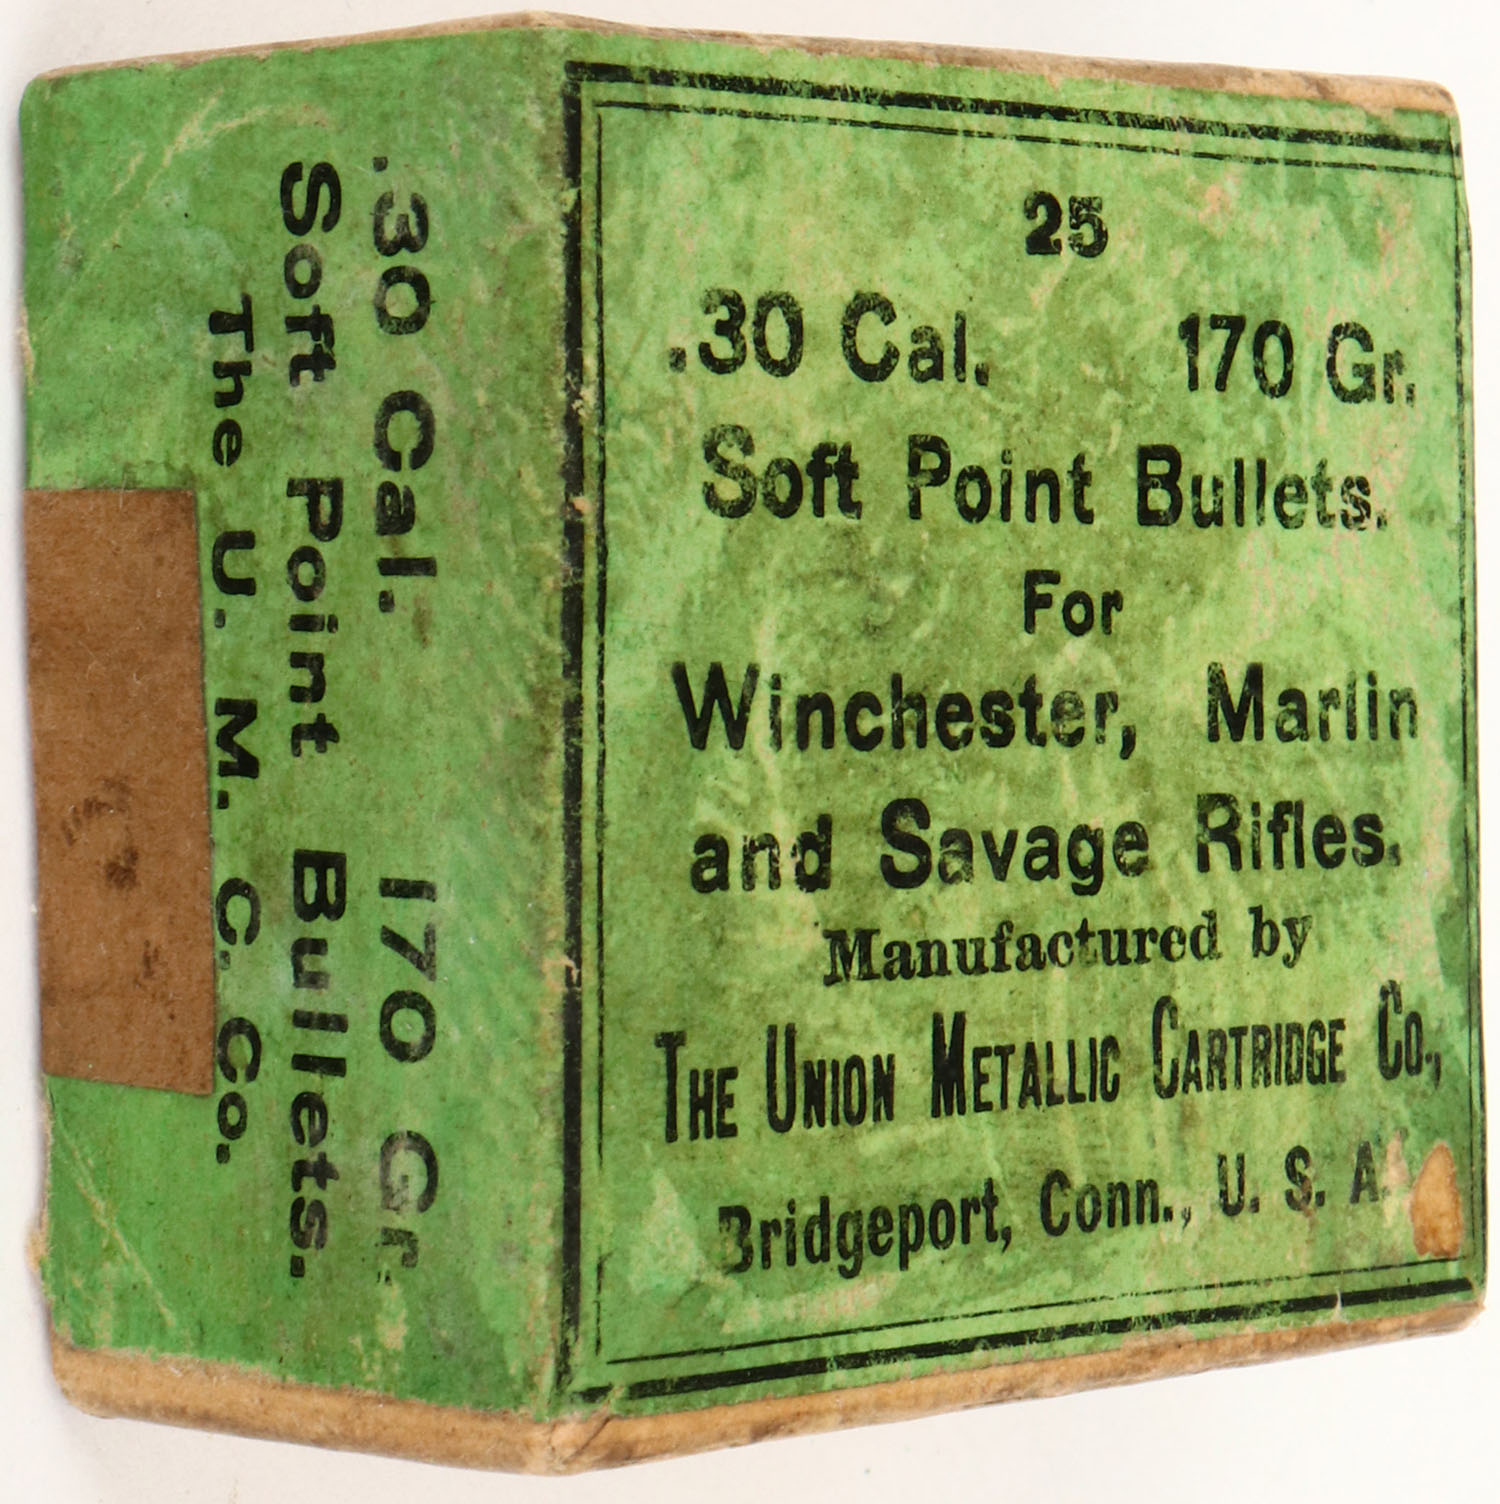 25
.30 Cal. 170 Gr.
Soft Point Bullets.
For
Winchester, Marlin
and Savage Rifles.
Manufactured by
THE UNION METALLIC CARTRIDGE CO.,
Bridgeport, Conn., U. S. A.
.30 Cal. 170 Gr.
Soft Point Bullets.
The U. M. C. Co.